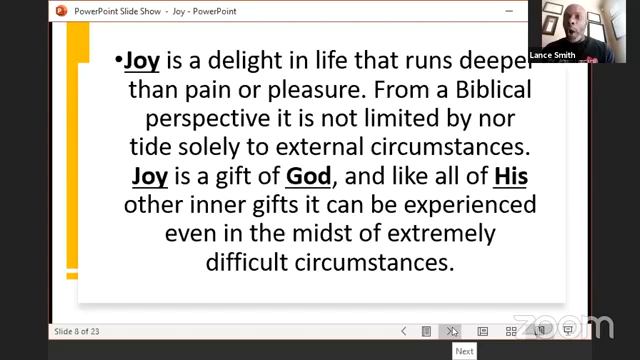 PowerPoint Slide Show - Joy - PowerPoint
Lance Smith
•Joy is a delight in life that runs deeper
than pain or pleasure. From a Biblical
perspective it is not limited by nor
tide solely to external circumstances.
Joy is a gift of God, and like all of His
other inner gifts it can be experienced
even in the midst of extremely
difficult circumstances.
Slide 8 of 23
zoom
Next